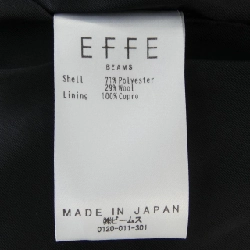 EFFE
BEAMS
Shell 71% Polyester
29% Wool
Lining 100% Cupro
MADE IN JAPAN
㈱ビームス
0120-011-301